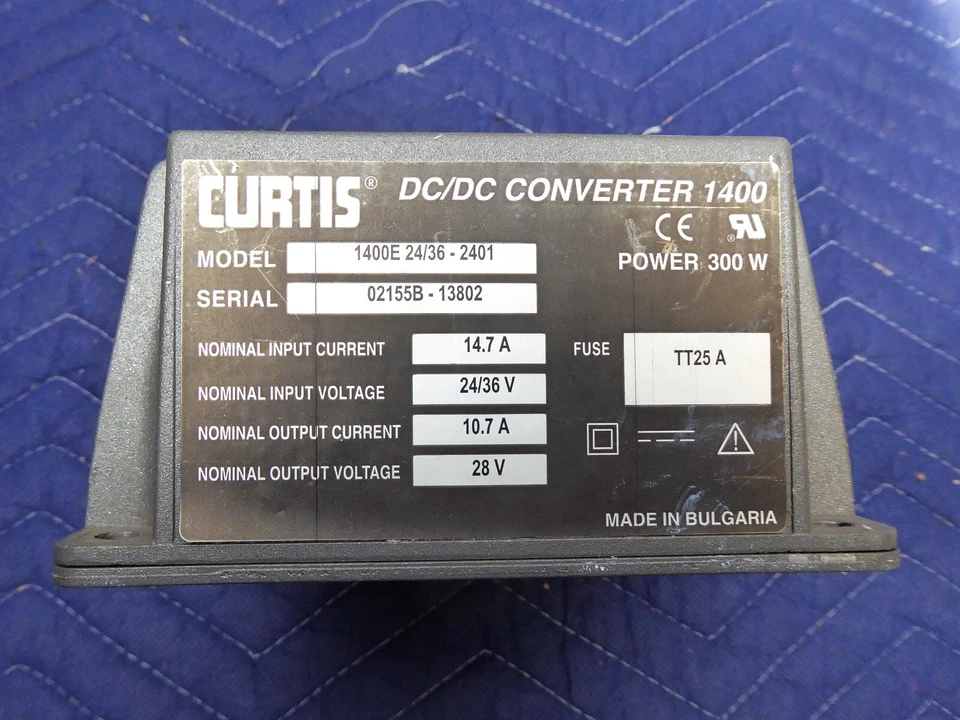 CURTIS® DC/DC CONVERTER 1400
CE RU®
MODEL 1400E 24/36 - 2401
POWER 300 W
SERIAL 02155B - 13802
NOMINAL INPUT CURRENT 14.7 A
FUSE TT25 A
NOMINAL INPUT VOLTAGE 24/36 V
NOMINAL OUTPUT CURRENT 10.7 A
NOMINAL OUTPUT VOLTAGE 28 V
MADE IN BULGARIA